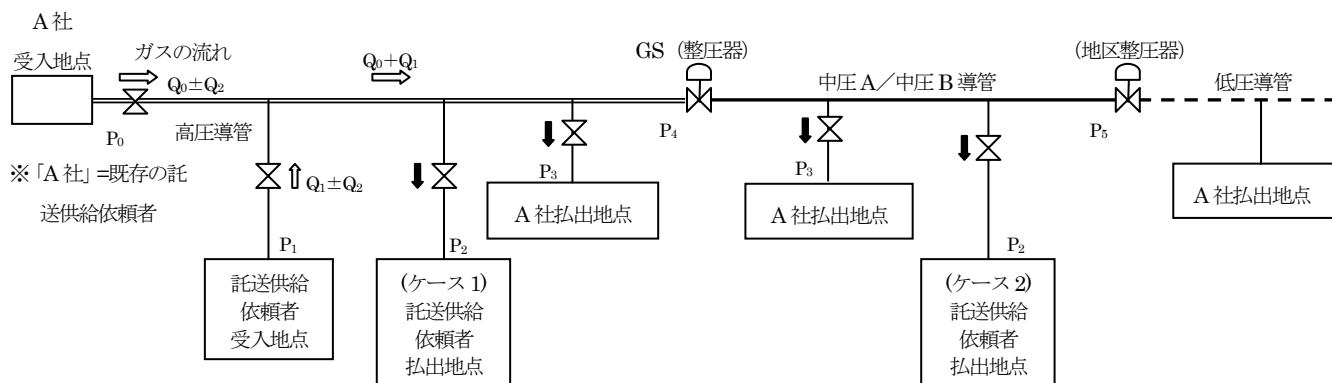 A社
受入地点
ガスの流れ
Q₀±Q₂
Q₀+Q₁
GS（整圧器）
中圧A／中圧B導管
（地区整圧器）
低圧導管
P₀
高圧導管
P₄
P₅
※「A社」=既存の託
送供給依頼者
Q₁±Q₂
P₃
A社払出地点
P₃
A社払出地点
A社払出地点
P₁
託送供給
依頼者
受入地点
P₂
(ケース1)
託送供給
依頼者
払出地点
P₂
(ケース2)
託送供給
依頼者
払出地点